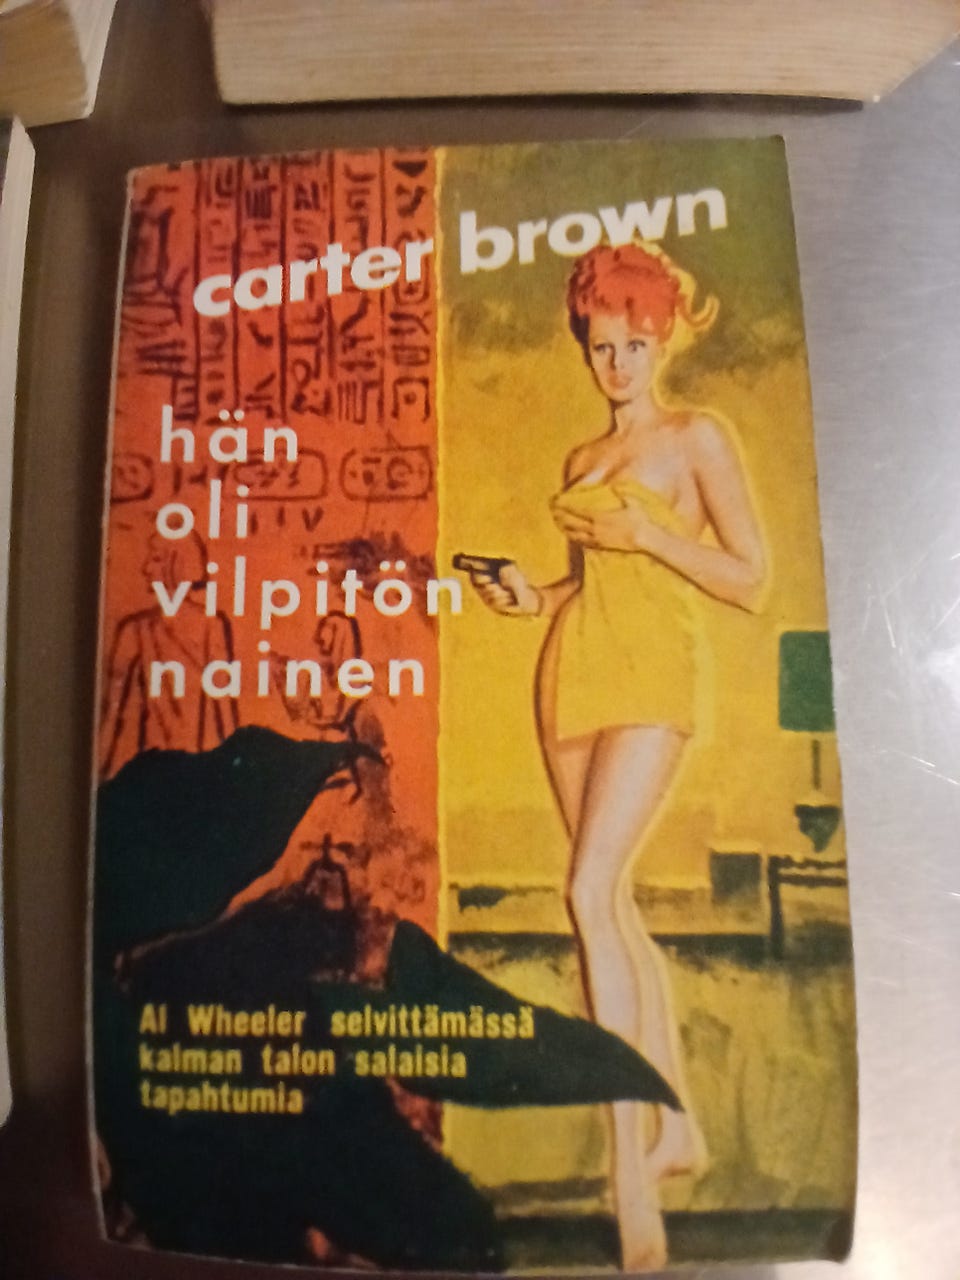 carter brown
hän
oli
vilpitön
nainen
Al Wheeler selvittämässä
kalman talon salaisia
tapahtumia